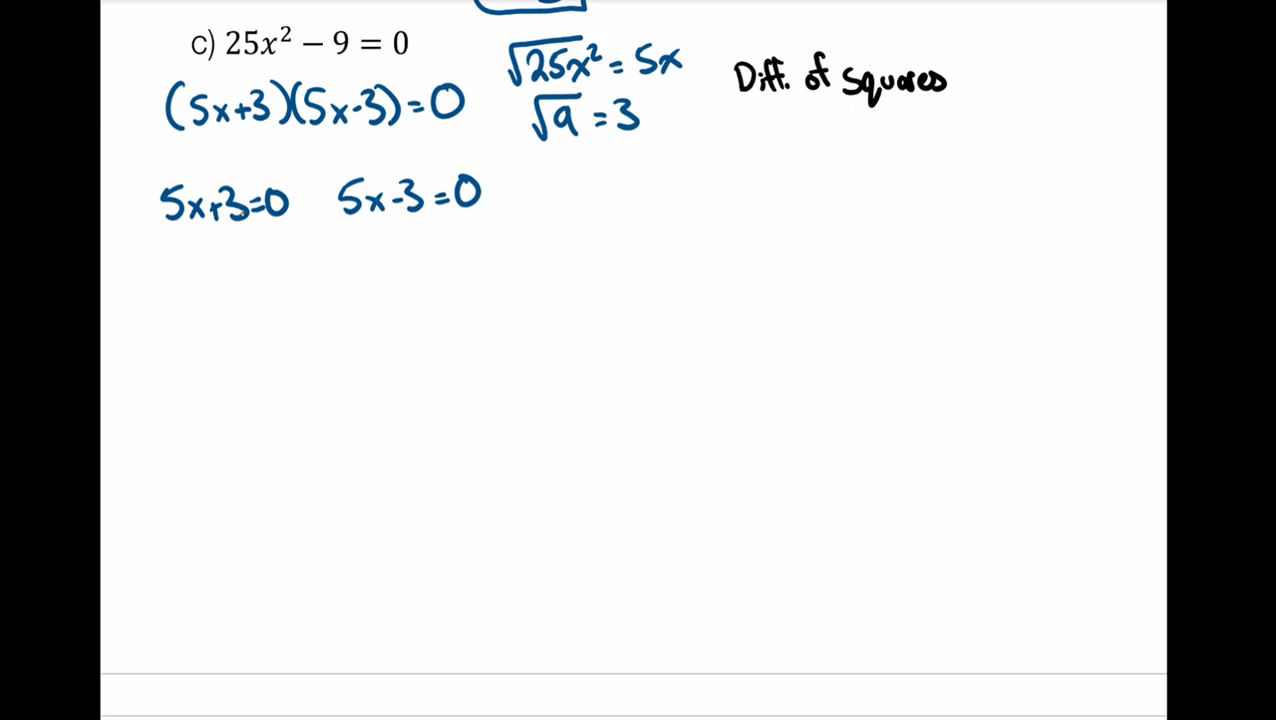 c) 25x² − 9 = 0
(5x+3)(5x-3)=0
√25x² = 5x
√9 = 3
Diff. of Squares
5x+3=0 5x-3=0